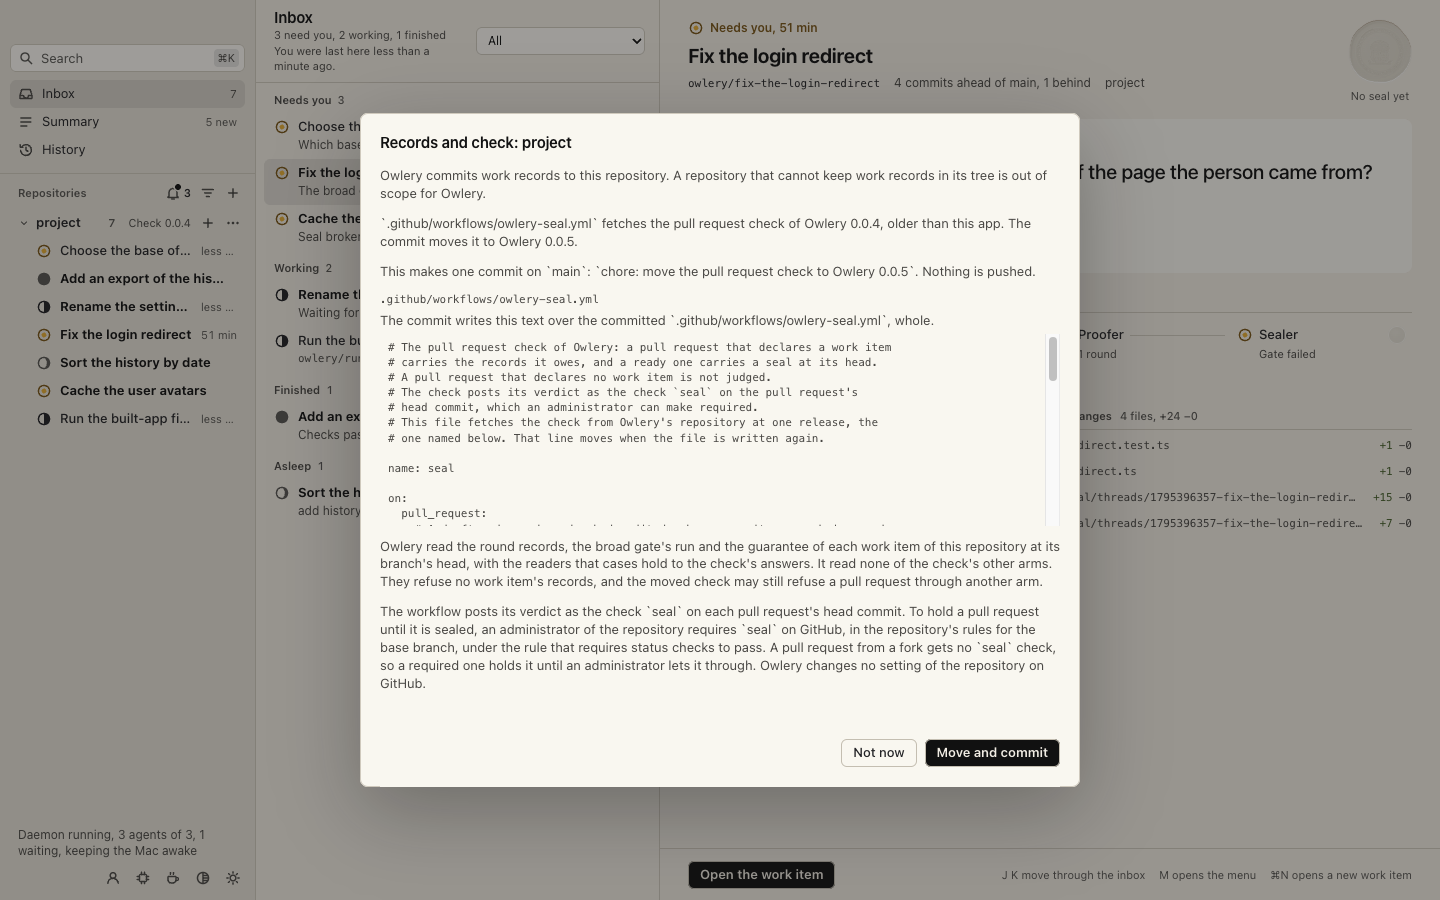 Search ⌘K
Inbox 7
Summary 5 new
History
Repositories 3
project 7 Check 0.0.4
Choose the base of... less ...
Add an export of the his...
Rename the settin... less ...
Fix the login redirect 51 min
Sort the history by date
Cache the user avatars
Run the built-app fi... less ...
Daemon running, 3 agents of 3, 1
waiting, keeping the Mac awake
Inbox
3 need you, 2 working, 1 finished
You were last here less than a
minute ago.
All
Needs you 3
Choose th
Which base
Fix the log
The broad
Cache the
Seal broken
Working 2
Rename th
Waiting for
Run the bu
owlery/run
Finished 1
Add an ex
Checks pas
Asleep 1
Sort the h
add history
Needs you, 51 min
Fix the login redirect
owlery/fix-the-login-redirect 4 commits ahead of main, 1 behind project
No seal yet
f the page the person came from?
Proofer
1 round
Sealer
Gate failed
anges 4 files, +24 −0
direct.test.ts +1 −0
direct.ts +1 −0
al/threads/1795396357-fix-the-login-redir… +15 −0
al/threads/1795396357-fix-the-login-redire… +7 −0
Open the work item
J K move through the inbox M opens the menu ⌘N opens a new work item
Records and check: project
Owlery commits work records to this repository. A repository that cannot keep work records in its tree is out of
scope for Owlery.
`.github/workflows/owlery-seal.yml` fetches the pull request check of Owlery 0.0.4, older than this app. The
commit moves it to Owlery 0.0.5.
This makes one commit on `main`: `chore: move the pull request check to Owlery 0.0.5`. Nothing is pushed.
.github/workflows/owlery-seal.yml
The commit writes this text over the committed `.github/workflows/owlery-seal.yml`, whole.
# The pull request check of Owlery: a pull request that declares a work item
# carries the records it owes, and a ready one carries a seal at its head.
# A pull request that declares no work item is not judged.
# The check posts its verdict as the check `seal` on the pull request's
# head commit, which an administrator can make required.
# This file fetches the check from Owlery's repository at one release, the
# one named below. That line moves when the file is written again.
name: seal
on:
pull_request:
Owlery read the round records, the broad gate's run and the guarantee of each work item of this repository at its
branch's head, with the readers that cases hold to the check's answers. It read none of the check's other arms.
They refuse no work item's records, and the moved check may still refuse a pull request through another arm.
The workflow posts its verdict as the check `seal` on each pull request's head commit. To hold a pull request
until it is sealed, an administrator of the repository requires `seal` on GitHub, in the repository's rules for the
base branch, under the rule that requires status checks to pass. A pull request from a fork gets no `seal` check,
so a required one holds it until an administrator lets it through. Owlery changes no setting of the repository on
GitHub.
Not now
Move and commit